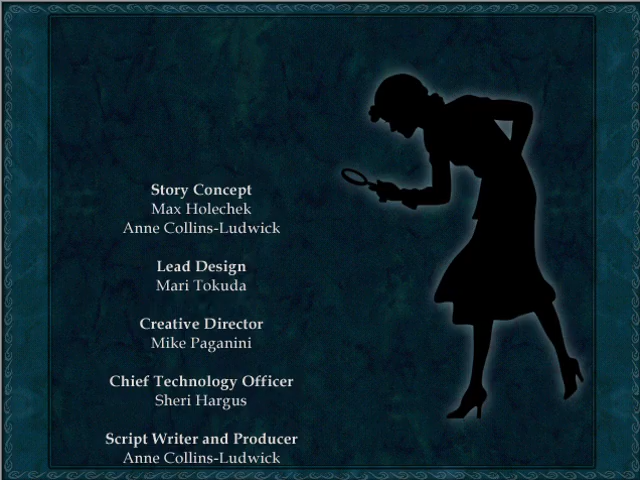 Story Concept
Max Holechek
Anne Collins-Ludwick
Lead Design
Mari Tokuda
Creative Director
Mike Paganini
Chief Technology Officer
Sheri Hargus
Script Writer and Producer
Anne Collins-Ludwick